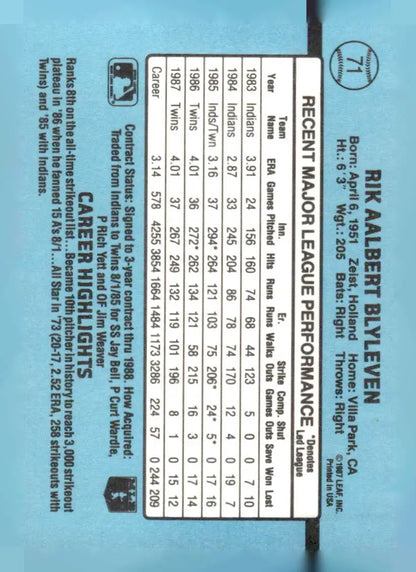 71
RIK AALBERT BLYLEVEN
Born: April 6, 1951 Zeist, Holland Home: Villa Park, CA
Ht.: 6' 3" Wgt.: 205 Bats: Right Throws: Right
©1987 LEAF, INC.
Printed in USA
RECENT MAJOR LEAGUE PERFORMANCE *Denotes Led League
Team Inn. Er. Strike Comp. Shut
Year Name ERA Games Pitched Hits Runs Runs Walks Outs Games Outs Save Won Lost
1983 Indians 3.91 24 156 160 74 68 44 123 5 0 0 7 10
1984 Indians 2.87 33 245 204 86 78 74 170 12 4 0 19 7
1985 Inds/Twn 3.16 37 294* 264 121 103 75 206* 24* 5* 0 17 16
1986 Twins 4.01 36 272* 262 134 121 58 215 16 3 0 17 14
1987 Twins 4.01 37 267 249 132 119 101 196 8 1 0 15 12
Career 3.14 578 4255 3854 1664 1484 1173 3286 224 57 0 244 209
Contract Status: Signed to 3-year contract thru 1988. How Acquired:
Traded from Indians to Twins 8/1/85 for SS Jay Bell, P Curt Wardle,
P Rich Yett and OF Jim Weaver
CAREER HIGHLIGHTS
Ranks 8th on the all-time strikeout list... Became 10th pitcher in history to reach 3,000 strikeout
plateau in '86 when he fanned 15 A's 8/1... All Star in '73 (20-17, 2.52 ERA, 258 strikeouts with
Twins) and '85 with Indians.